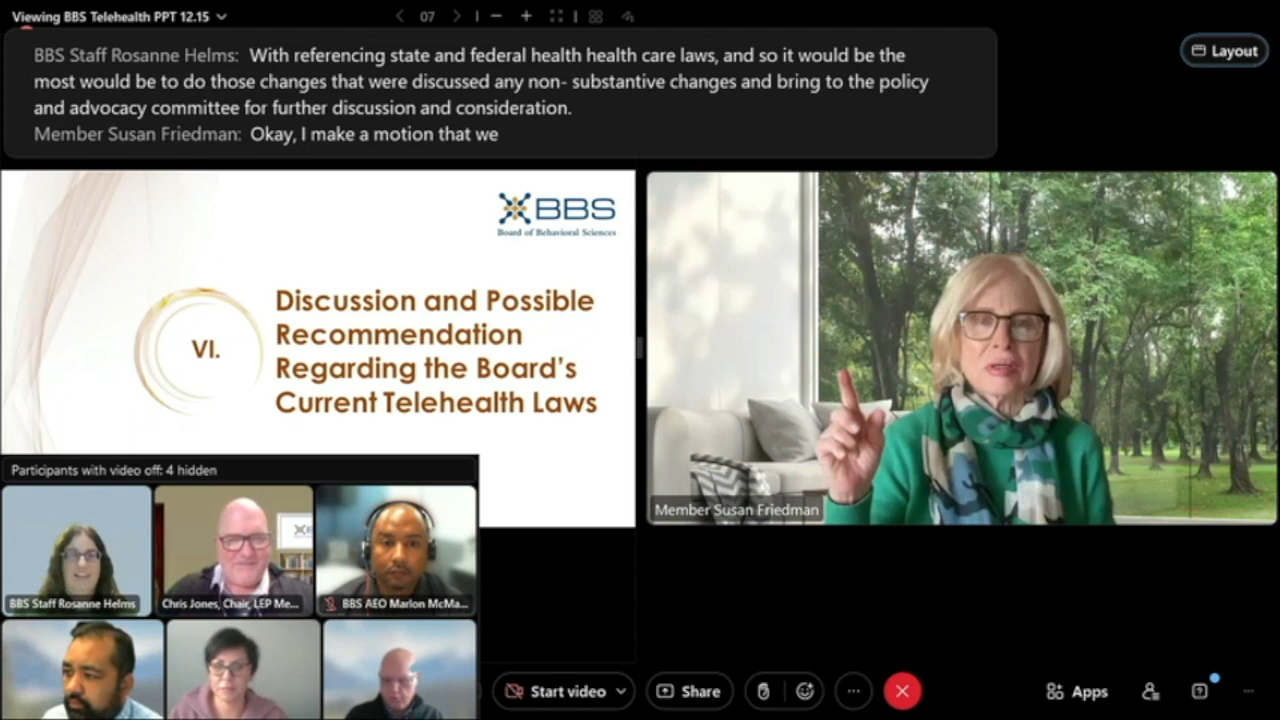 Viewing BBS Telehealth PPT 12.15
07
BBS Staff Rosanne Helms: With referencing state and federal health health care laws, and so it would be the
most would be to do those changes that were discussed any non- substantive changes and bring to the policy
and advocacy committee for further discussion and consideration.
Member Susan Friedman: Okay, I make a motion that we
Layout
BBS
Board of Behavioral Sciences
VI.
Discussion and Possible
Recommendation
Regarding the Board's
Current Telehealth Laws
Member Susan Friedman
Participants with video off: 4 hidden
BBS
BBS Staff Rosanne Helms
Chris Jones, Chair, LEP Me...
BBS AEO Marlon McMa...
Start video
Share
Apps